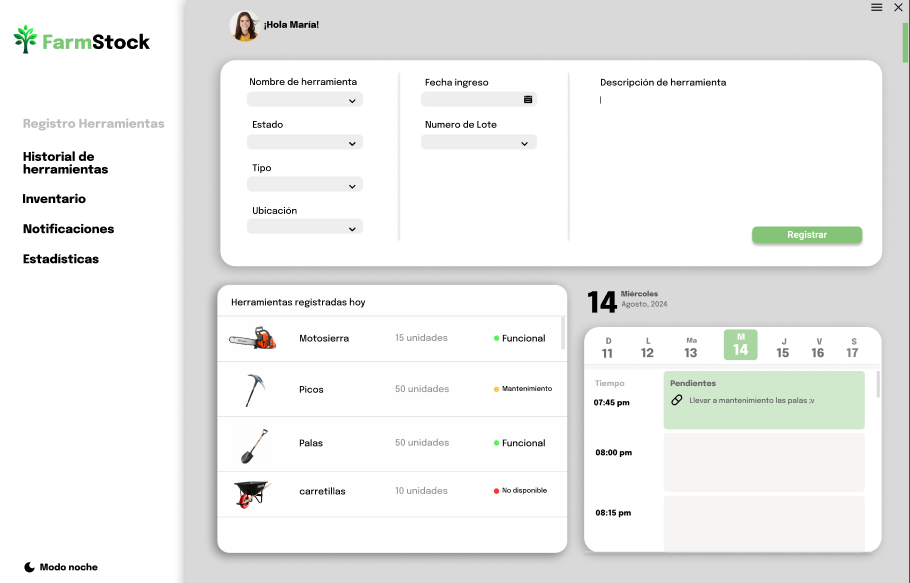 FarmStock
Registro Herramientas
Historial de
herramientas
Inventario
Notificaciones
Estadísticas
Modo noche
¡Hola María!
Nombre de herramienta
Estado
Tipo
Ubicación
Fecha ingreso
Numero de Lote
Descripción de herramienta
Registrar
Herramientas registradas hoy
Motosierra 15 unidades Funcional
Picos 50 unidades Mantenimiento
Palas 50 unidades Funcional
carretillas 10 unidades No disponible
14 Miércoles
Agosto, 2024
D L Ma M J V S
11 12 13 14 15 16 17
Tiempo
07:45 pm
08:00 pm
08:15 pm
Pendientes
Llevar a mantenimiento las palas ;v